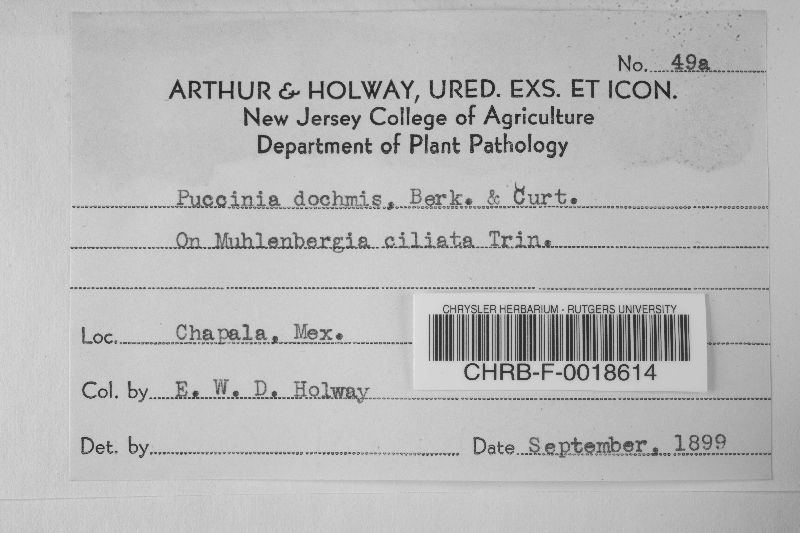 No. 49a
ARTHUR & HOLWAY, URED. EXS. ET ICON.
New Jersey College of Agriculture
Department of Plant Pathology
Puccinia dochmis, Berk. & Curt.
On Muhlenbergia ciliata Trin.
Loc. Chapala, Mex.
CHRYSLER HERBARIUM - RUTGERS UNIVERSITY
CHRB-F-0018614
Col. by E. W. D. Holway
Det. by
Date September, 1899